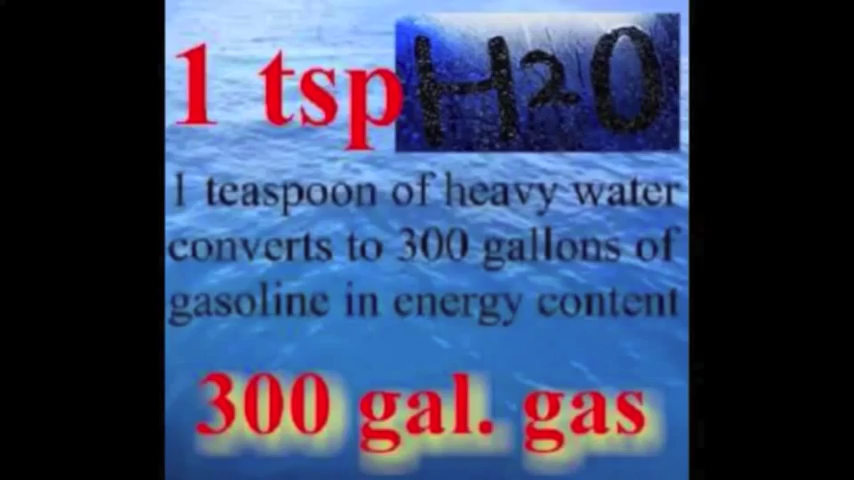 1 tsp H2O
1 teaspoon of heavy water
converts to 300 gallons of
gasoline in energy content
300 gal. gas